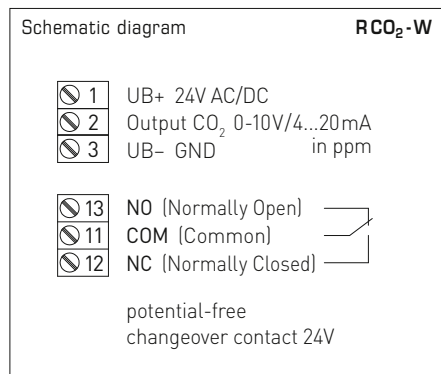 Schematic diagram RCO₂-W
1 UB+ 24V AC/DC
2 Output CO₂ 0-10V/4...20mA
3 UB– GND in ppm
13 NO (Normally Open)
11 COM (Common)
12 NC (Normally Closed)
potential-free
changeover contact 24V